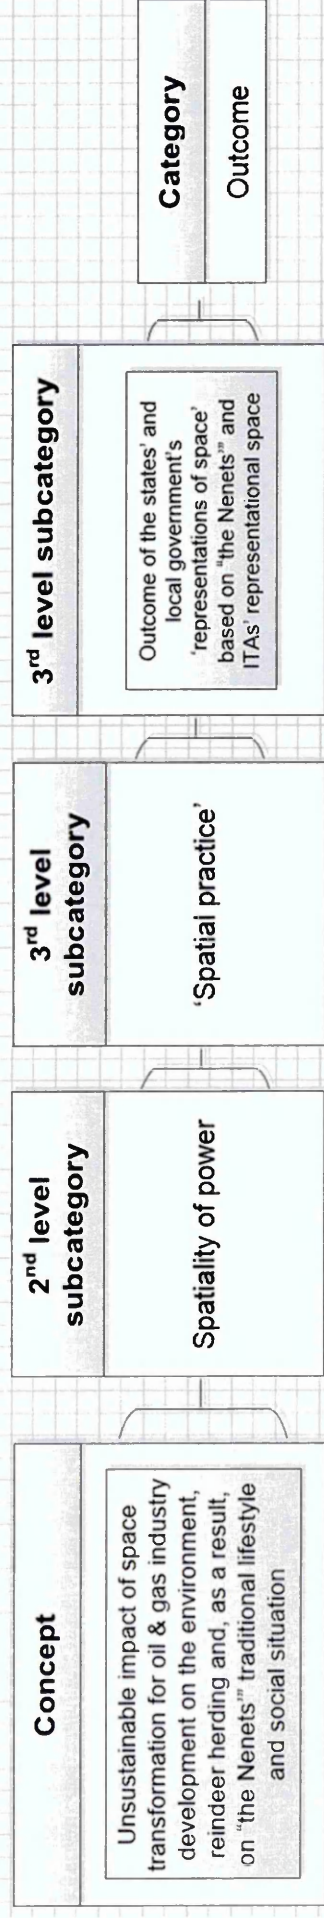 Concept
Unsustainable impact of space
transformation for oil & gas industry
development on the environment,
reindeer herding and, as a result,
on "the Nenets'" traditional lifestyle
and social situation
2nd level
subcategory
Spatiality of power
3rd level
subcategory
‘Spatial practice’
3rd level subcategory
Outcome of the states’ and
local government’s
‘representations of space’
based on “the Nenets’” and
ITAs’ representational space
Category
Outcome